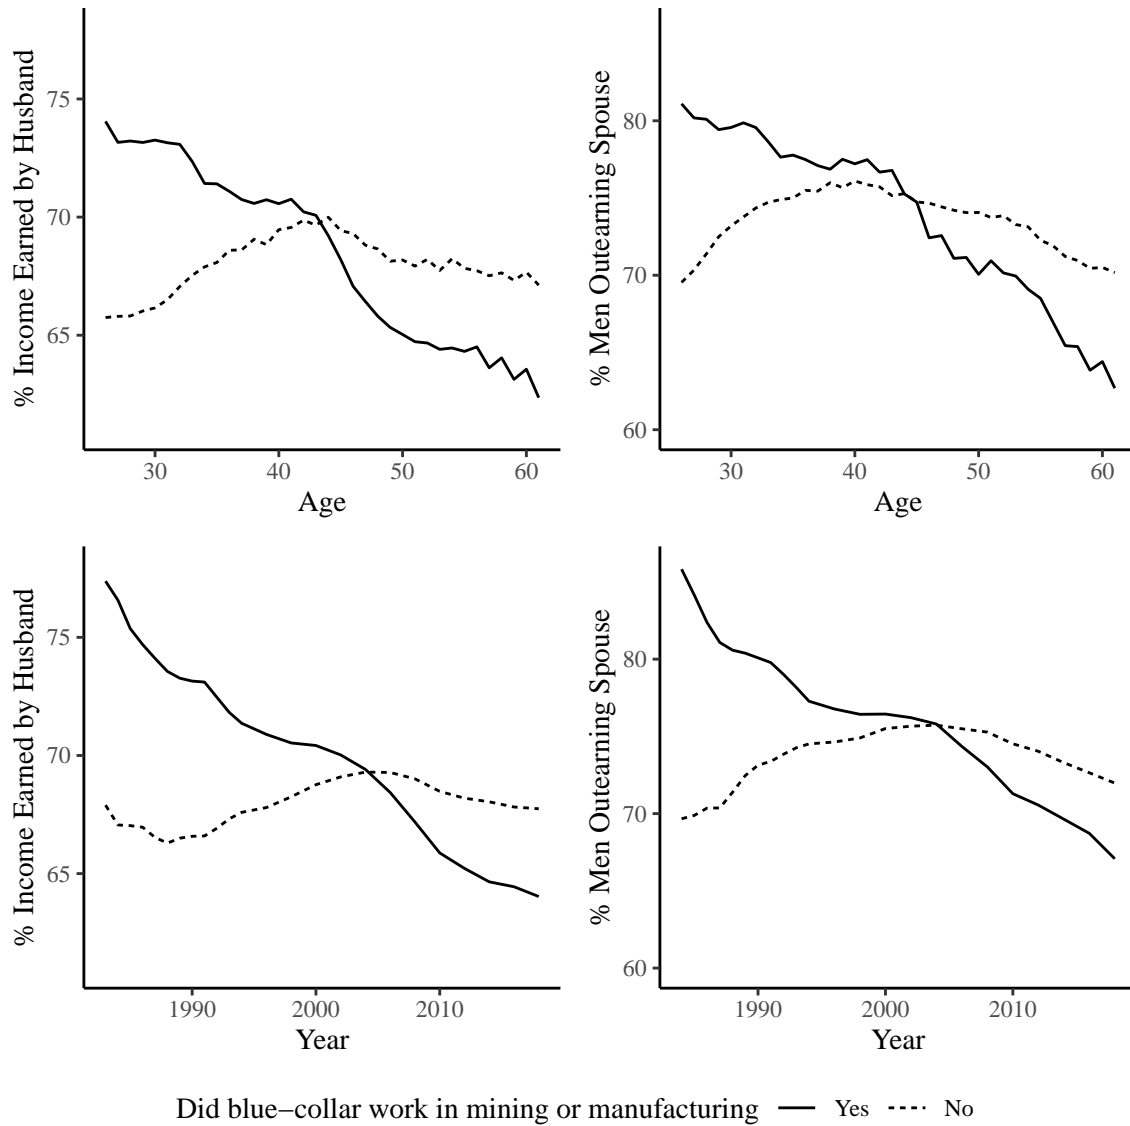 % Income Earned by Husband
75
70
65
30 40 50 60
Age
% Men Outearning Spouse
80
70
60
30 40 50 60
Age
% Income Earned by Husband
75
70
65
1990 2000 2010
Year
% Men Outearning Spouse
80
70
60
1990 2000 2010
Year
Did blue−collar work in mining or manufacturing Yes No